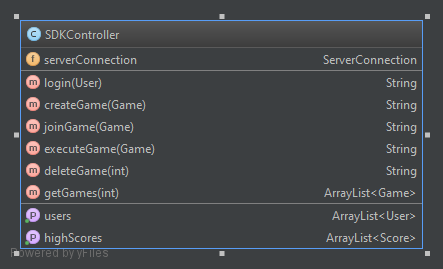 C SDKController
f serverConnection ServerConnection
m login(User) String
m createGame(Game) String
m joinGame(Game) String
m executeGame(Game) String
m deleteGame(int) String
m getGames(int) ArrayList<Game>
P users ArrayList<User>
P highScores ArrayList<Score>
Powered by yFiles